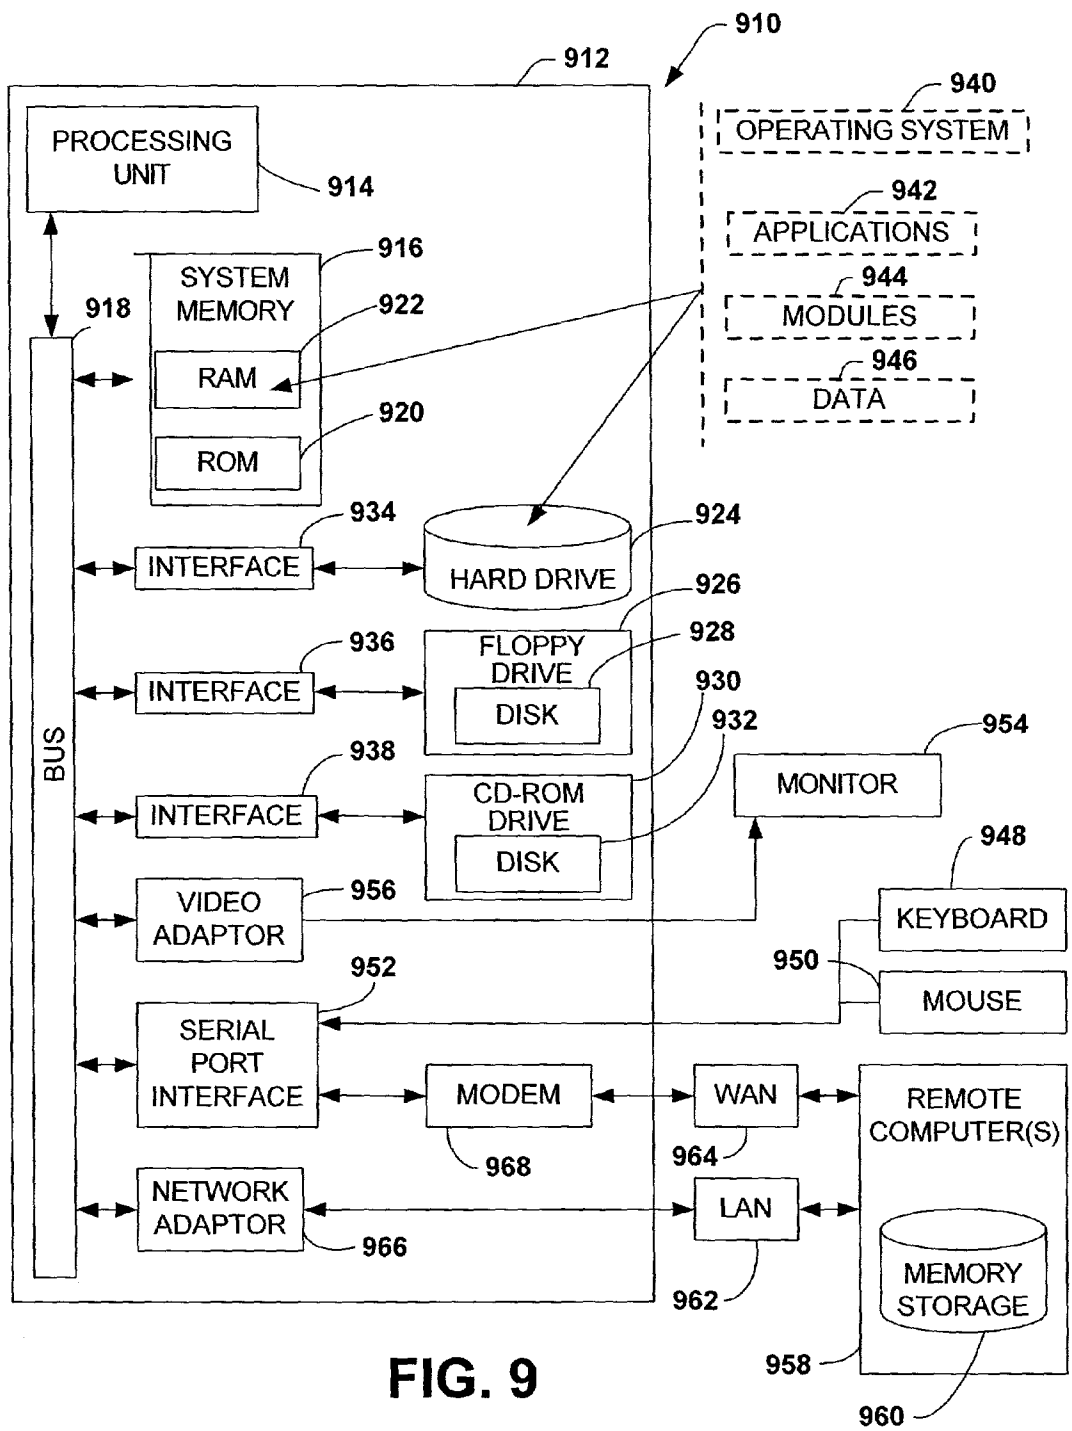 910
912
940
OPERATING SYSTEM
PROCESSING
UNIT
914
942
APPLICATIONS
916
SYSTEM
MEMORY
944
MODULES
918
922
RAM
946
DATA
920
ROM
934
INTERFACE
924
HARD DRIVE
926
936
INTERFACE
928
FLOPPY
DRIVE
DISK
930
932
954
MONITOR
938
INTERFACE
CD-ROM
DRIVE
DISK
948
KEYBOARD
956
VIDEO
ADAPTOR
950
MOUSE
952
SERIAL
PORT
INTERFACE
MODEM
968
WAN
964
REMOTE
COMPUTER(S)
NETWORK
ADAPTOR
966
LAN
962
MEMORY
STORAGE
958
960
BUS
FIG. 9